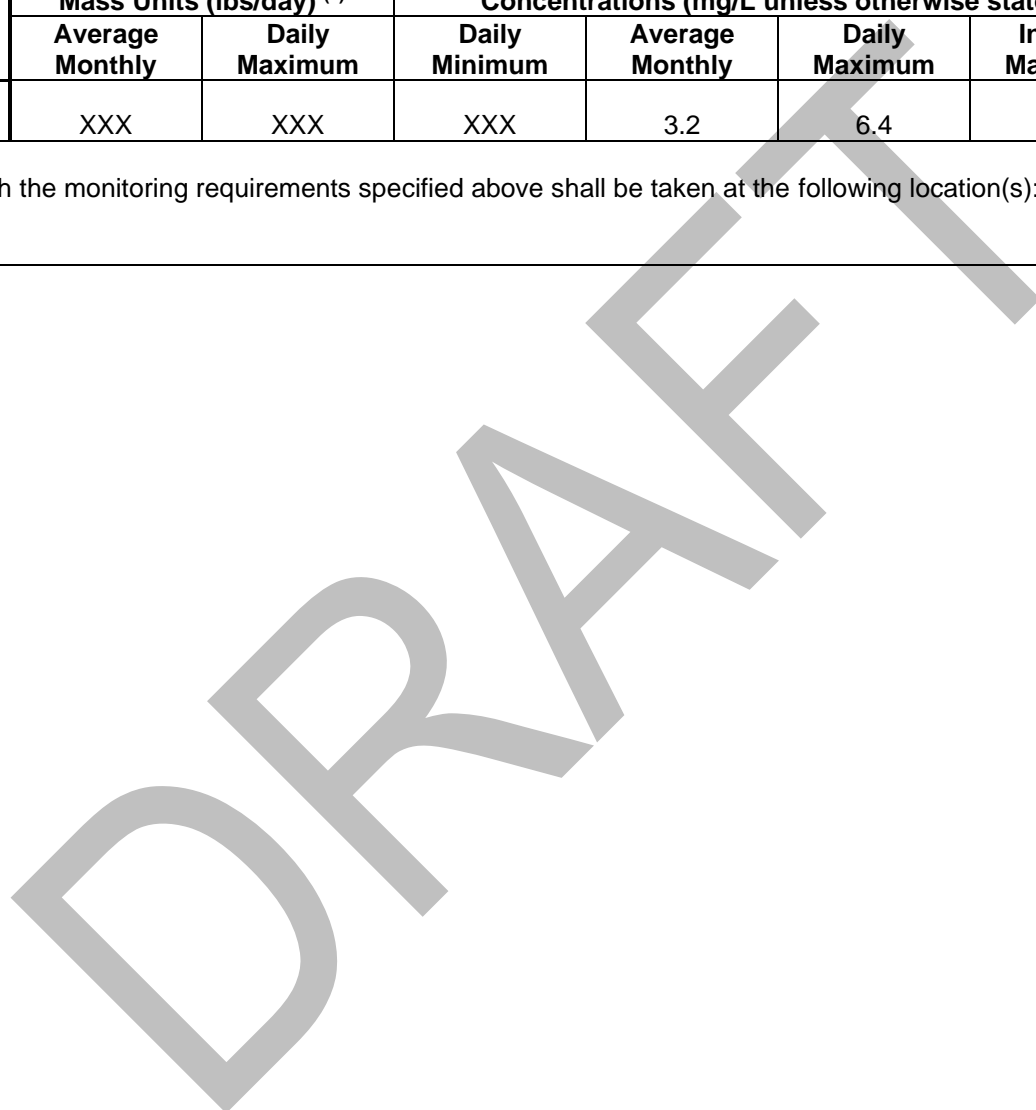 Mass Units (lbs/day)
Concentrations (mg/L unless otherwise
Average Monthly Daily Maximum Daily Minimum Average Monthly Daily Maximum
XXX XXX XXX 3.2 6.4
the monitoring requirements specified above shall be taken at the following location(s):
DRAFT